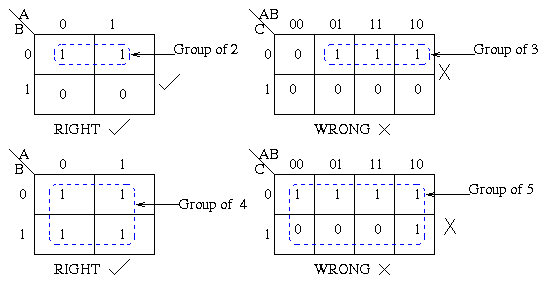 A
B
0 1
0 1 1
1 0 0
Group of 2
RIGHT
AB
C
00 01 11 10
0 0 1 1 1
1 0 0 0 0
Group of 3
WRONG
A
B
0 1
0 1 1
1 1 1
Group of 4
RIGHT
AB
C
00 01 11 10
0 1 1 1 1
1 0 0 0 1
Group of 5
WRONG